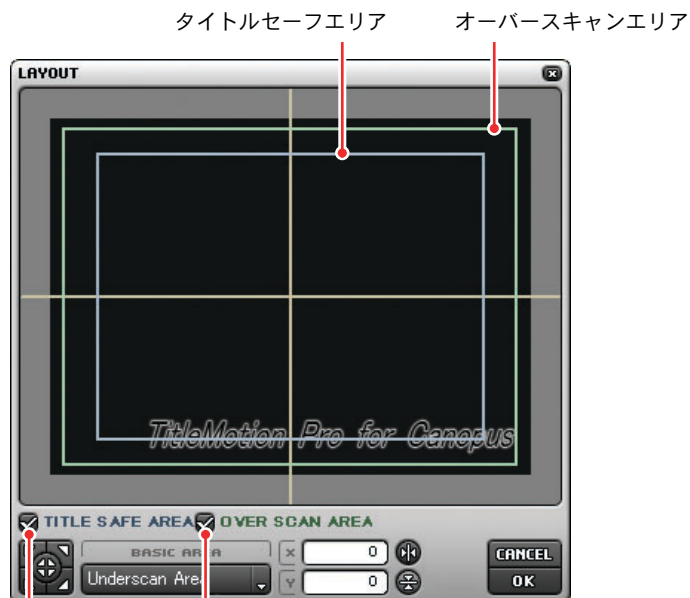 タイトルセーフエリア オーバースキャンエリア
LAYOUT
TitleMotion Pro for Canopus
TITLE SAFE AREA OVER SCAN AREA
BASIC AREA X 0 CANCEL
Underscan Area Y 0 OK